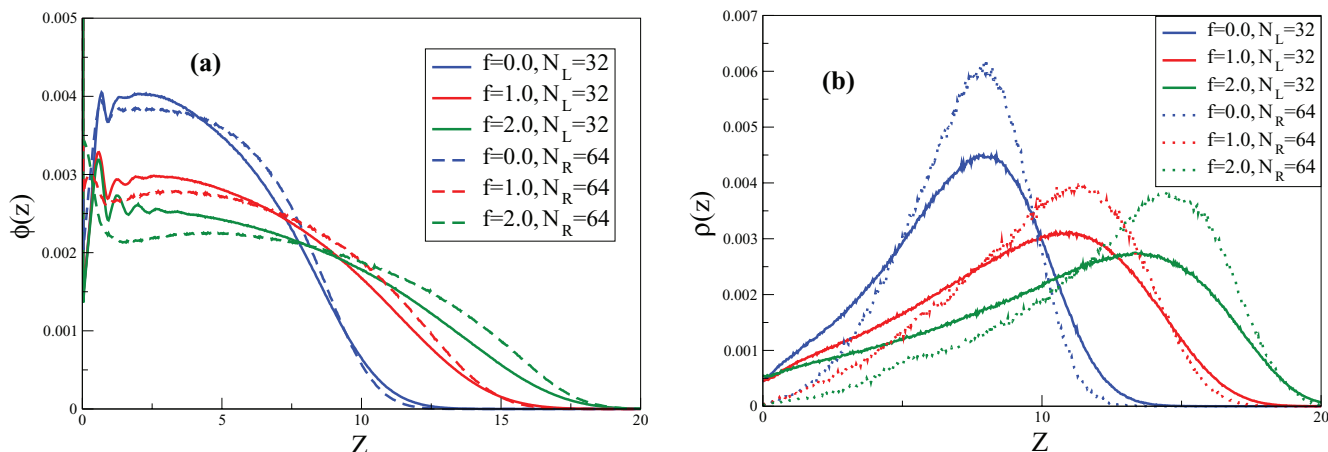 0.005
0.004
0.003
0.002
0.001
0
ϕ(z)
(a)
f=0.0, N_L=32
f=1.0, N_L=32
f=2.0, N_L=32
f=0.0, N_R=64
f=1.0, N_R=64
f=2.0, N_R=64
0 5 10 15 20
Z
0.007
0.006
0.005
0.004
0.003
0.002
0.001
0
ρ(z)
(b)
f=0.0, N_L=32
f=1.0, N_L=32
f=2.0, N_L=32
f=0.0, N_R=64
f=1.0, N_R=64
f=2.0, N_R=64
0 10 20
Z